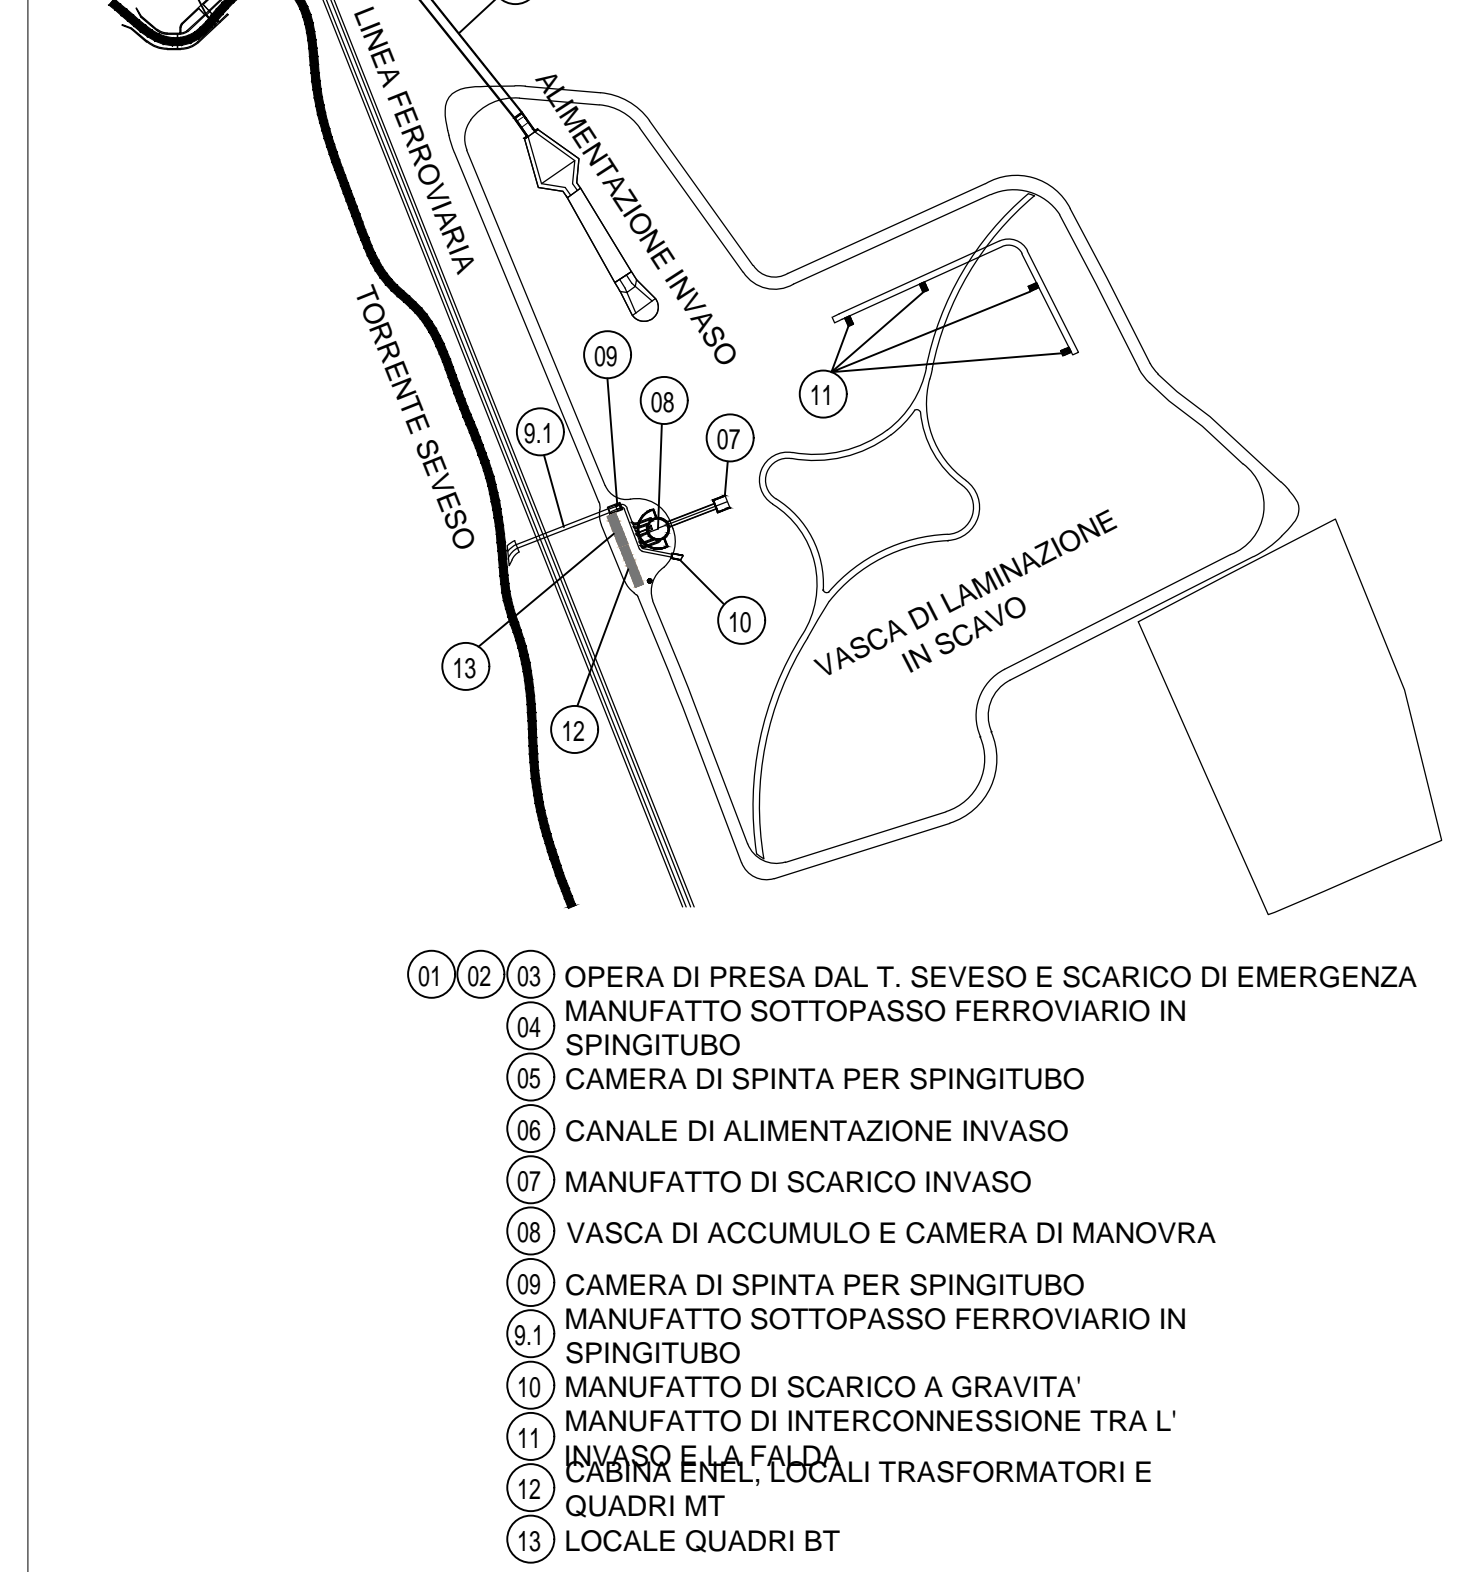 LINEA FERROVIARIA
ALIMENTAZIONE INVASO
TORRENTE SEVESO
09
08
11
9.1
07
VASCA DI LAMINAZIONE
IN SCAVO
10
13
12
01 02 03 OPERA DI PRESA DAL T. SEVESO E SCARICO DI EMERGENZA
04 MANUFATTO SOTTOPASSO FERROVIARIO IN
SPINGITUBO
05 CAMERA DI SPINTA PER SPINGITUBO
06 CANALE DI ALIMENTAZIONE INVASO
07 MANUFATTO DI SCARICO INVASO
08 VASCA DI ACCUMULO E CAMERA DI MANOVRA
09 CAMERA DI SPINTA PER SPINGITUBO
9.1 MANUFATTO SOTTOPASSO FERROVIARIO IN
SPINGITUBO
10 MANUFATTO DI SCARICO A GRAVITA'
11 MANUFATTO DI INTERCONNESSIONE TRA L'
INVASO E LA FALDA
12 CABINA ENEL, LOCALI TRASFORMATORI E
QUADRI MT
13 LOCALE QUADRI BT